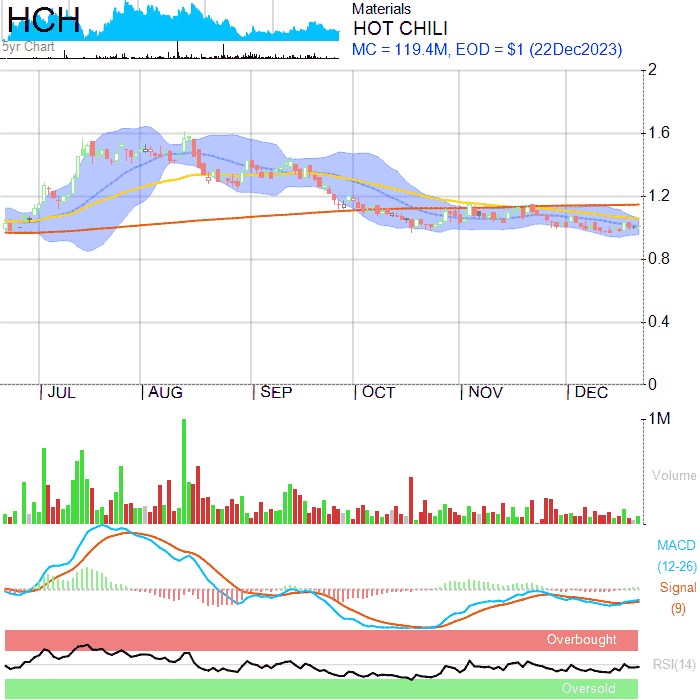 HCH
5yr Chart
Materials
HOT CHILI
MC = 119.4M, EOD = $1 (22Dec2023)
2
1.6
1.2
0.8
0.4
0
JUL AUG SEP OCT NOV DEC
1M
Volume
MACD
(12-26)
Signal
(9)
Overbought
RSI(14)
Oversold